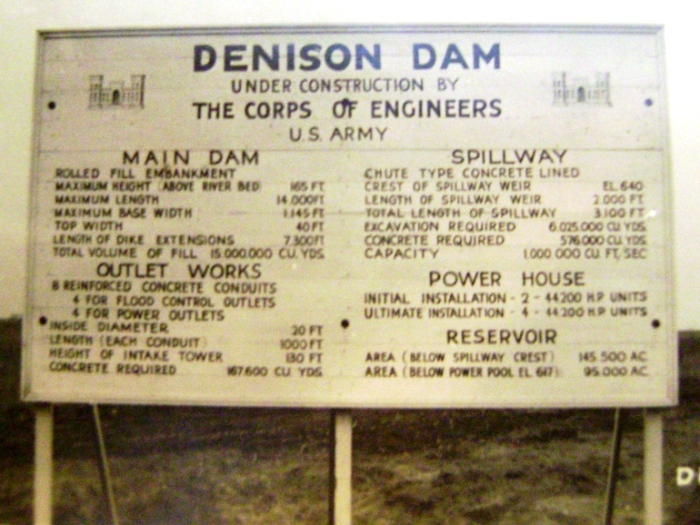 DENISON DAM
UNDER CONSTRUCTION BY
THE CORPS OF ENGINEERS
U.S. ARMY
MAIN DAM
ROLLED FILL EMBANKMENT
MAXIMUM HEIGHT (ABOVE RIVER BED) 165 FT.
MAXIMUM LENGTH 14.000 FT.
MAXIMUM BASE WIDTH 1.145 FT.
TOP WIDTH 40 FT.
LENGTH OF DIKE EXTENSIONS 7.300 FT.
TOTAL VOLUME OF FILL 15.000.000 CU. YDS.
OUTLET WORKS
8 REINFORCED CONCRETE CONDUITS
4 FOR FLOOD CONTROL OUTLETS
4 FOR POWER OUTLETS
INSIDE DIAMETER 20 FT.
LENGTH (EACH CONDUIT) 1000 FT.
HEIGHT OF INTAKE TOWER 130 FT.
CONCRETE REQUIRED 167.600 CU. YDS.
SPILLWAY
CHUTE TYPE CONCRETE LINED
CREST OF SPILLWAY WEIR EL. 640
LENGTH OF SPILLWAY WEIR 2.000 FT.
TOTAL LENGTH OF SPILLWAY 3.100 FT.
EXCAVATION REQUIRED 6.025.000 CU. YDS.
CONCRETE REQUIRED 576.000 CU. YDS.
CAPACITY 1.000.000 CU. FT. SEC.
POWER HOUSE
INITIAL INSTALLATION - 2 - 44200 H.P. UNITS
ULTIMATE INSTALLATION - 4 - 44200 H.P. UNITS
RESERVOIR
AREA (BELOW SPILLWAY CREST) 145.500 AC.
AREA (BELOW POWER POOL EL. 617) 95.000 AC.